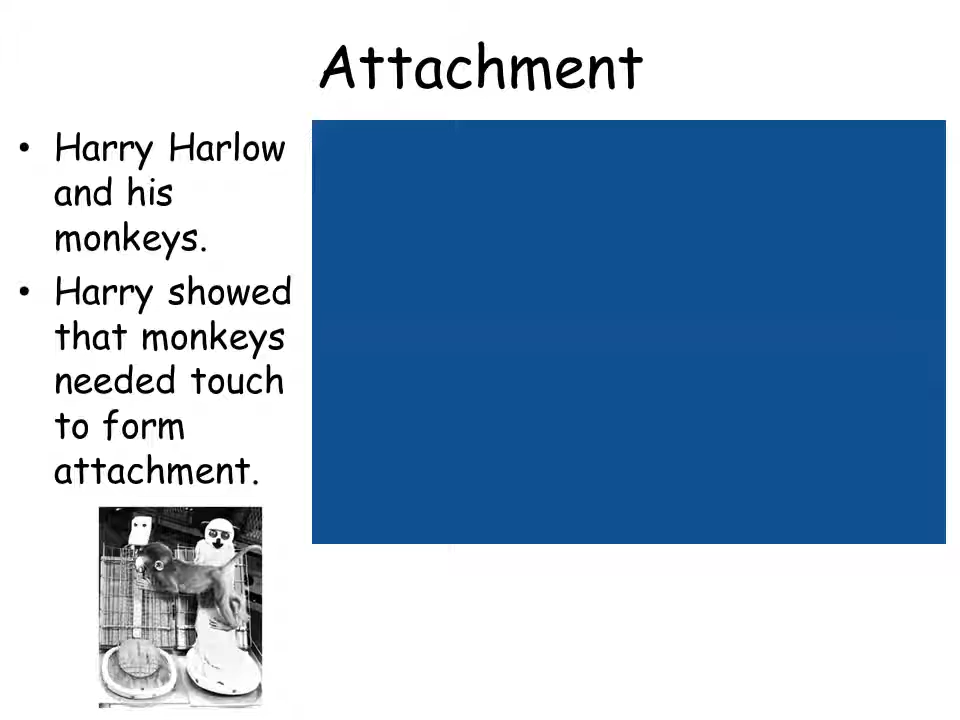 Attachment
• Harry Harlow
and his
monkeys.
• Harry showed
that monkeys
needed touch
to form
attachment.